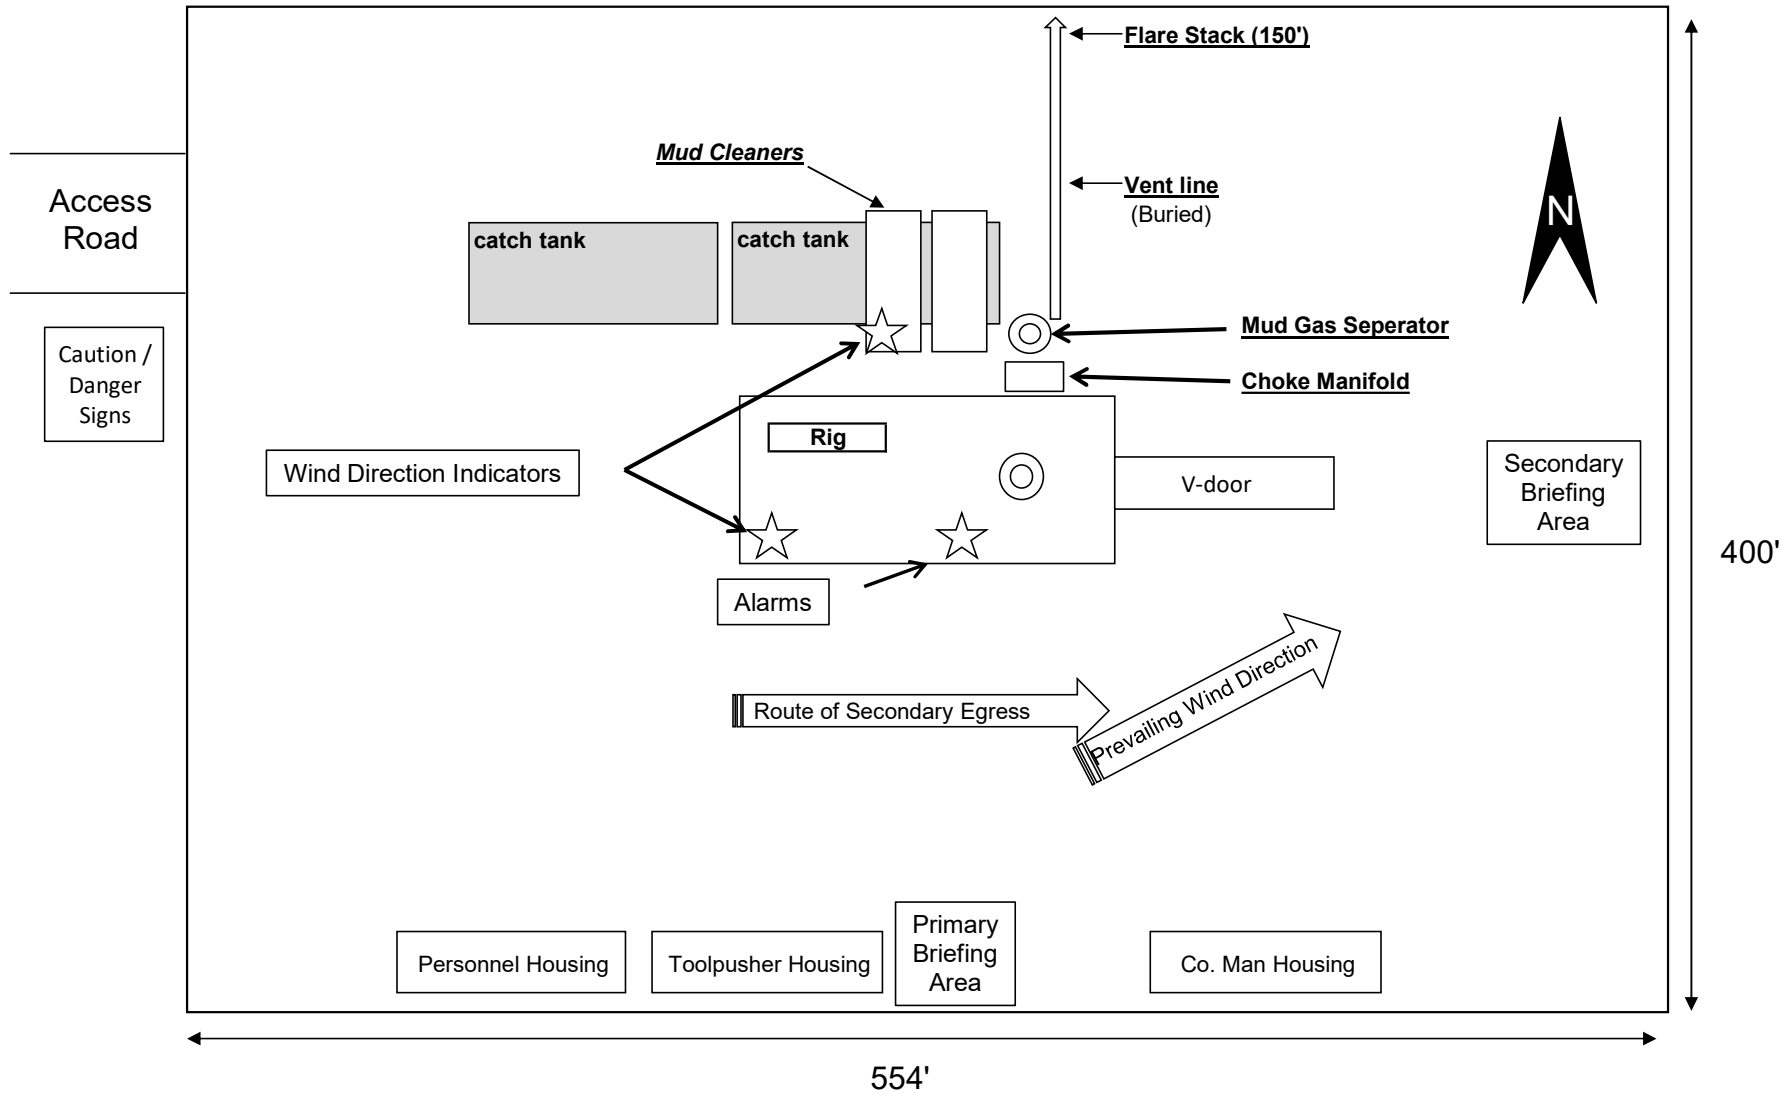 Flare Stack (150')
Mud Cleaners
Vent line
(Buried)
Access
Road
N
catch tank
catch tank
Caution /
Danger
Signs
Mud Gas Seperator
Choke Manifold
Rig
Wind Direction Indicators
V-door
Secondary
Briefing
Area
400'
Alarms
Route of Secondary Egress
Prevailing Wind Direction
Personnel Housing
Toolpusher Housing
Primary
Briefing
Area
Co. Man Housing
554'